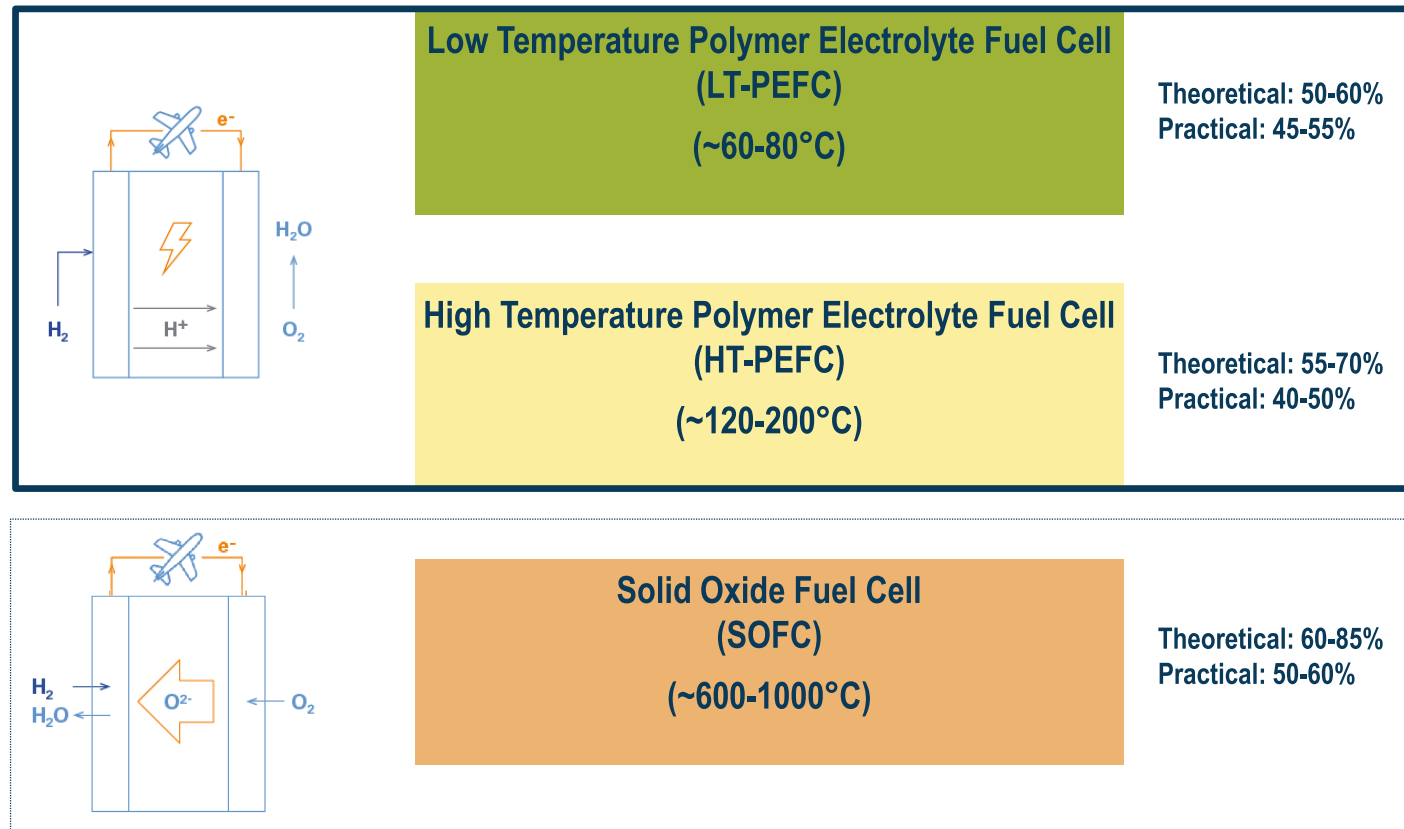 Low Temperature Polymer Electrolyte Fuel Cell
(LT-PEFC)
(~60-80°C)
Theoretical: 50-60%
Practical: 45-55%
e⁻
H₂O
H₂
H⁺
O₂
High Temperature Polymer Electrolyte Fuel Cell
(HT-PEFC)
(~120-200°C)
Theoretical: 55-70%
Practical: 40-50%
e⁻
H₂
H₂O
O²⁻
O₂
Solid Oxide Fuel Cell
(SOFC)
(~600-1000°C)
Theoretical: 60-85%
Practical: 50-60%